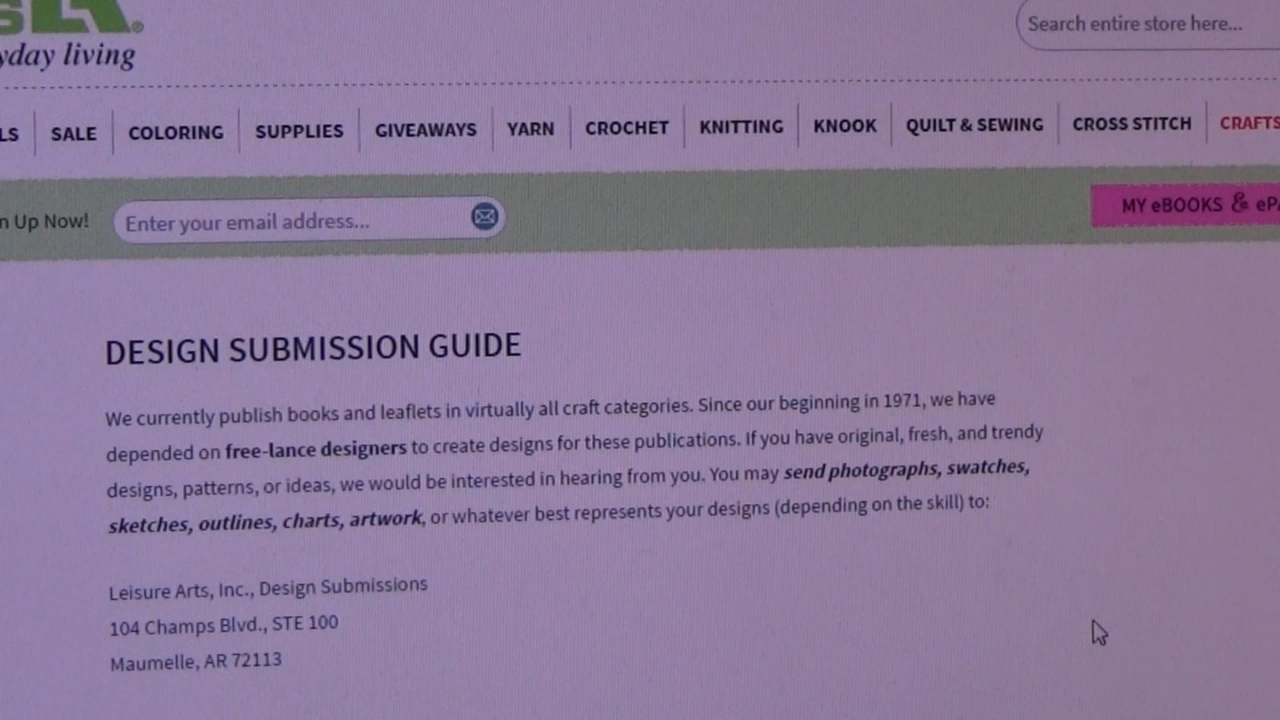 yday living
Search entire store here...
LS SALE COLORING SUPPLIES GIVEAWAYS YARN CROCHET KNITTING KNOOK QUILT & SEWING CROSS STITCH CRAFTS
n Up Now! Enter your email address... MY eBOOKS & ePA
DESIGN SUBMISSION GUIDE
We currently publish books and leaflets in virtually all craft categories. Since our beginning in 1971, we have
depended on free-lance designers to create designs for these publications. If you have original, fresh, and trendy
designs, patterns, or ideas, we would be interested in hearing from you. You may send photographs, swatches,
sketches, outlines, charts, artwork, or whatever best represents your designs (depending on the skill) to:
Leisure Arts, Inc., Design Submissions
104 Champs Blvd., STE 100
Maumelle, AR 72113